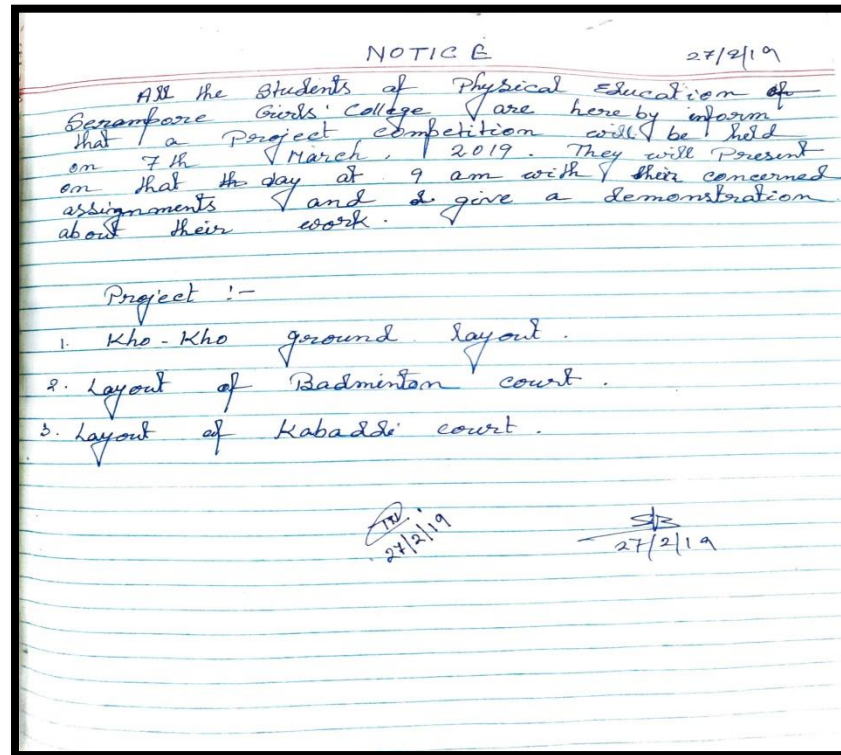 NOTICE 27/2/19
All the Students of Physical Education of
Serampore Girls' College are here by inform
that a Project competition will be held
on 7th March, 2019. They will Present
on that th day at 9 am with their concerned
assignments and & give a demonstration
about their work.
Project :-
1. Kho-Kho ground layout.
2. Layout of Badminton court.
3. Layout of Kabaddi court.
27/2/19 27/2/19